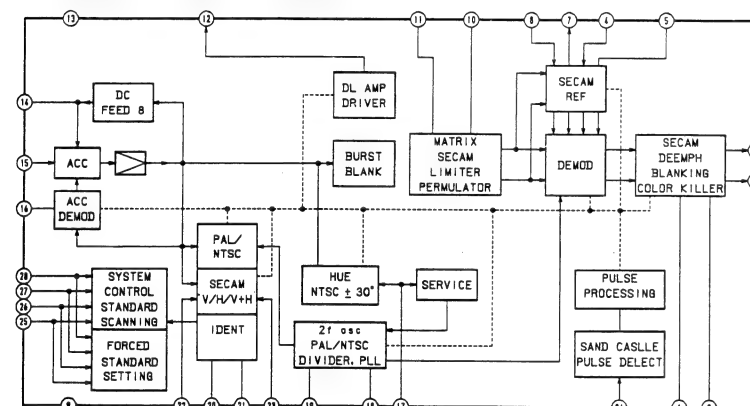 13
12
11
10
8
7
4
5
14
DC
FEED 8
DL AMP
DRIVER
SECAM
REF
15
ACC
BURST
BLANK
MATRIX
SECAM
LIMITER
PERMULATOR
DEMOD
SECAM
DEEMPH
BLANKING
COLOR KILLER
16
ACC
DEMOD
PAL/
NTSC
28
27
26
25
SYSTEM
CONTROL
STANDARD
SCANNING
FORCED
STANDARD
SETTING
SECAM
V/H/V+H
IDENT
HUE
NTSC ± 30°
SERVICE
PULSE
PROCESSING
2f osc
PAL/NTSC
DIVIDER, PLL
SAND CASLLE
PULSE DELECT